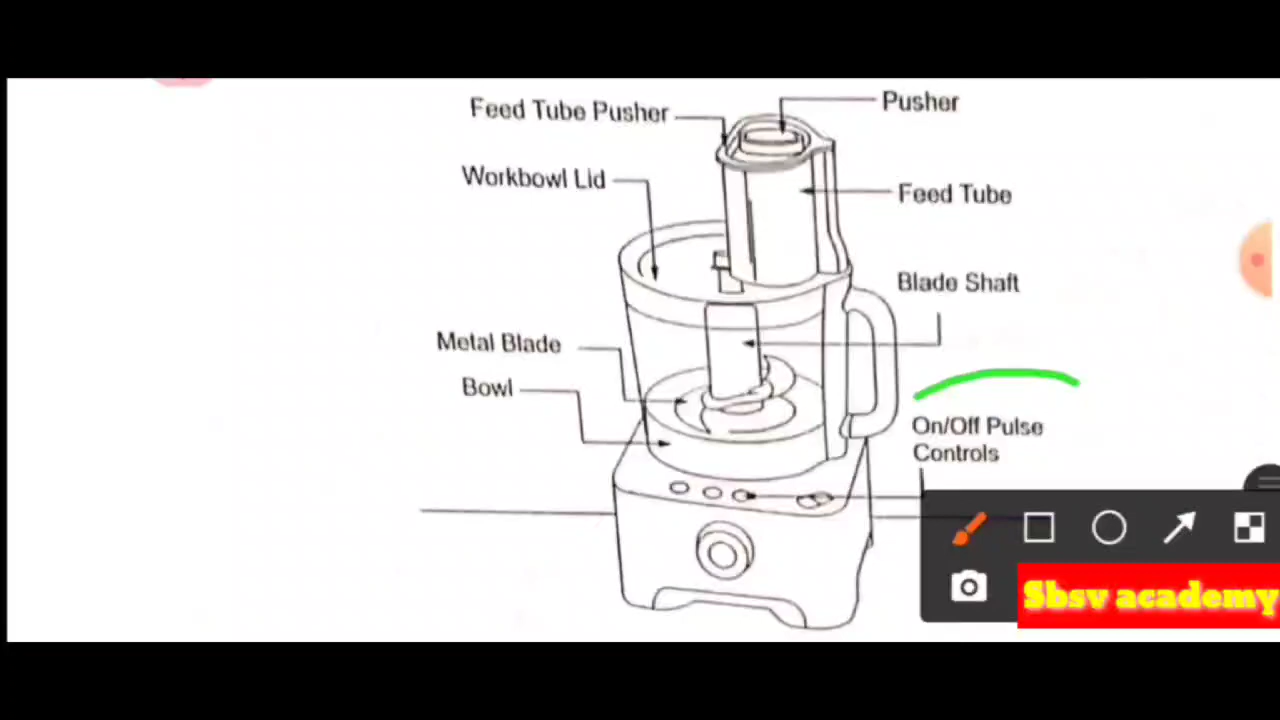 Feed Tube Pusher
Pusher
Workbowl Lid
Feed Tube
Blade Shaft
Metal Blade
Bowl
On/Off Pulse
Controls
Sbsv academy